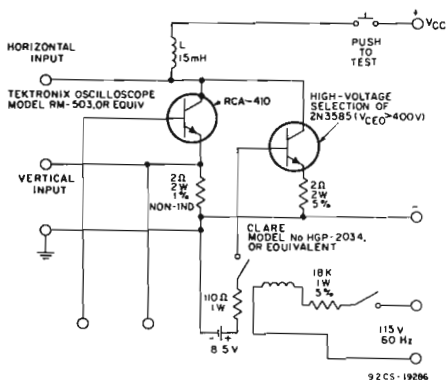 L
15mH
PUSH
TO
TEST
+
VCC
HORIZONTAL
INPUT
TEKTRONIX OSCILLOSCOPE
MODEL RM-503,OR EQUIV
RCA-410
HIGH-VOLTAGE
SELECTION OF
2N3585(VCEO>400V)
VERTICAL
INPUT
2Ω
2W
1%
NON-IND
2Ω
2W
5%
-
CLARE
MODEL No HGP-2034,
OR EQUIVALENT
110Ω
1W
18K
1W
5%
- +
8.5V
115V
60 Hz
92CS-19286